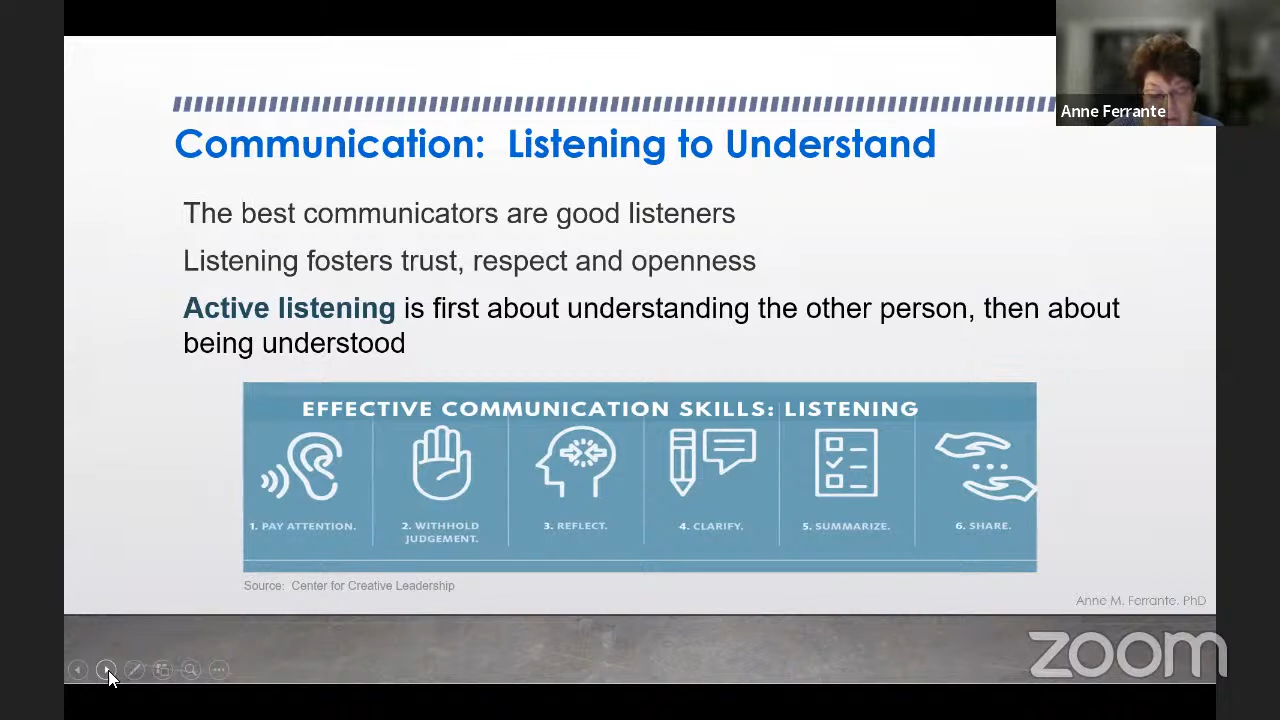 Anne Ferrante
Communication: Listening to Understand
The best communicators are good listeners
Listening fosters trust, respect and openness
Active listening is first about understanding the other person, then about
being understood
EFFECTIVE COMMUNICATION SKILLS: LISTENING
1. PAY ATTENTION.
2. WITHHOLD
JUDGEMENT.
3. REFLECT.
4. CLARIFY.
5. SUMMARIZE.
6. SHARE.
Source: Center for Creative Leadership
Anne M. Ferrante, PhD
zoom